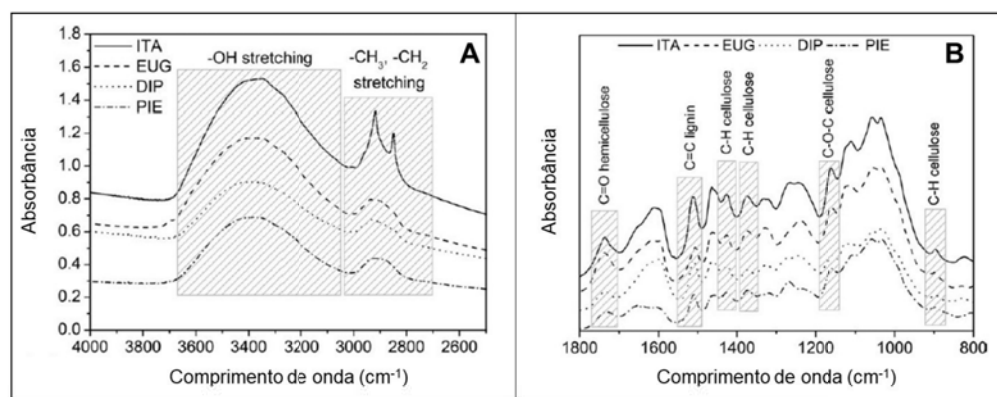 A
ITA
EUG
DIP
PIE
-OH stretching
-CH₃, -CH₂
stretching
Absorbância
1.8
1.6
1.4
1.2
1.0
0.8
0.6
0.4
0.2
0.0
4000
3800
3600
3400
3200
3000
2800
2600
Comprimento de onda (cm⁻¹)
B
ITA
EUG
DIP
PIE
C=O hemicellulose
C=C lignin
C-H cellulose
C-H cellulose
C-O-C cellulose
C-H cellulose
Absorbância
1800
1600
1400
1200
1000
800
Comprimento de onda (cm⁻¹)